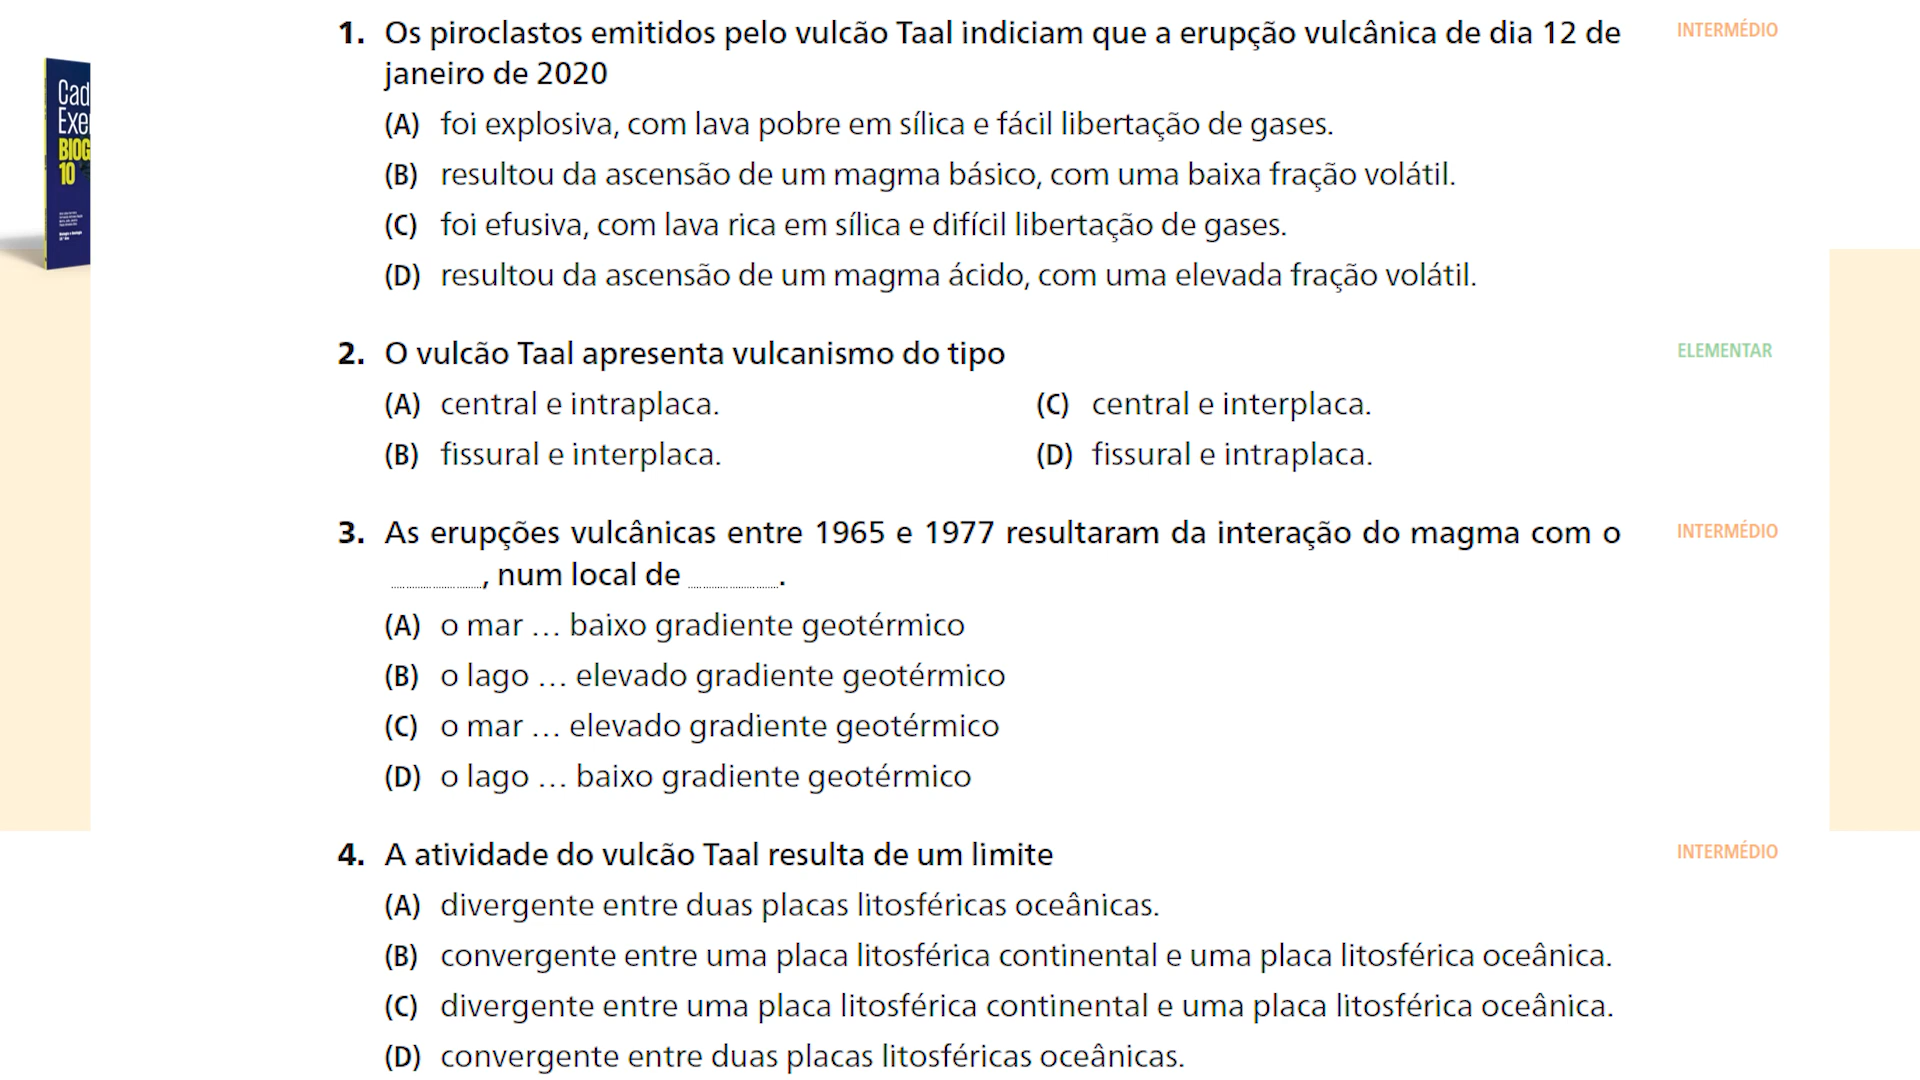 1. Os piroclastos emitidos pelo vulcão Taal indiciam que a erupção vulcânica de dia 12 de
INTERMÉDIO
janeiro de 2020
(A) foi explosiva, com lava pobre em sílica e fácil libertação de gases.
(B) resultou da ascensão de um magma básico, com uma baixa fração volátil.
(C) foi efusiva, com lava rica em sílica e difícil libertação de gases.
(D) resultou da ascensão de um magma ácido, com uma elevada fração volátil.
Cad
Exe
BIOG
10
2. O vulcão Taal apresenta vulcanismo do tipo
ELEMENTAR
(A) central e intraplaca.
(C) central e interplaca.
(B) fissural e interplaca.
(D) fissural e intraplaca.
3. As erupções vulcânicas entre 1965 e 1977 resultaram da interação do magma com o
INTERMÉDIO
, num local de .
(A) o mar … baixo gradiente geotérmico
(B) o lago … elevado gradiente geotérmico
(C) o mar … elevado gradiente geotérmico
(D) o lago … baixo gradiente geotérmico
4. A atividade do vulcão Taal resulta de um limite
INTERMÉDIO
(A) divergente entre duas placas litosféricas oceânicas.
(B) convergente entre uma placa litosférica continental e uma placa litosférica oceânica.
(C) divergente entre uma placa litosférica continental e uma placa litosférica oceânica.
(D) convergente entre duas placas litosféricas oceânicas.